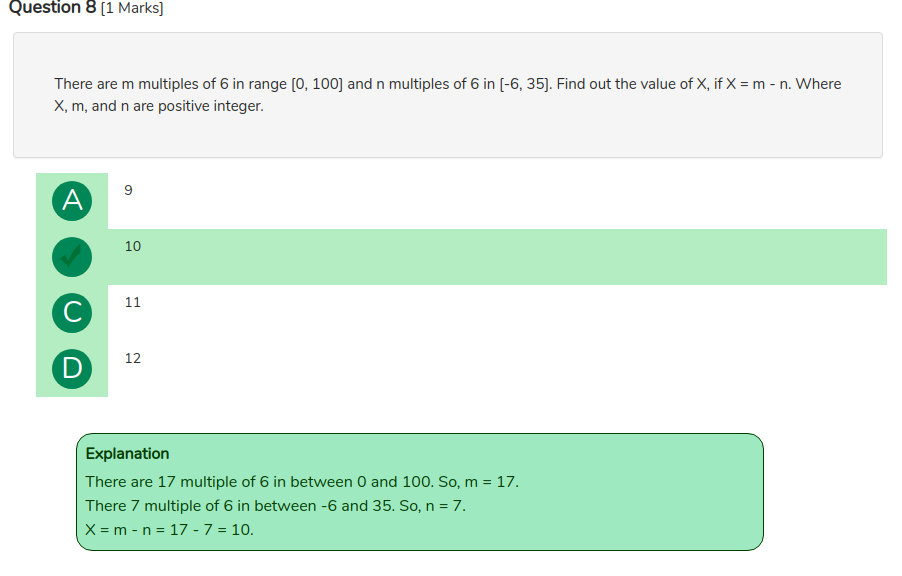 Question 8 [1 Marks]
There are m multiples of 6 in range [0, 100] and n multiples of 6 in [-6, 35]. Find out the value of X, if X = m - n. Where
X, m, and n are positive integer.
A 9
10
C 11
D 12
Explanation
There are 17 multiple of 6 in between 0 and 100. So, m = 17.
There 7 multiple of 6 in between -6 and 35. So, n = 7.
X = m - n = 17 - 7 = 10.